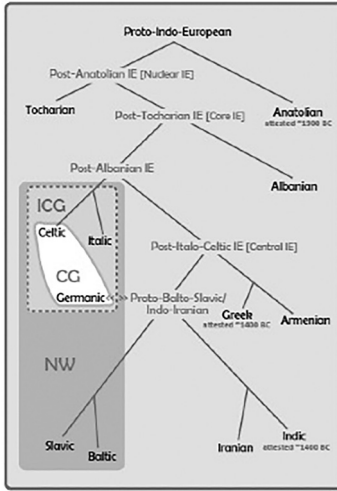 Proto-Indo-European
Post-Anatolian IE [Nuclear IE]
Tocharian
Anatolian
attested ~1500 BC
Post-Tocharian IE [Core IE]
Post-Albanian IE
Albanian
ICG
Celtic
Italic
Post-Italo-Celtic IE [Central IE]
CG
Germanic
Proto-Balto-Slavic/
Indo-Iranian
Greek
attested ~1400 BC
Armenian
NW
Slavic
Baltic
Iranian
Indic
attested ~1400 BC